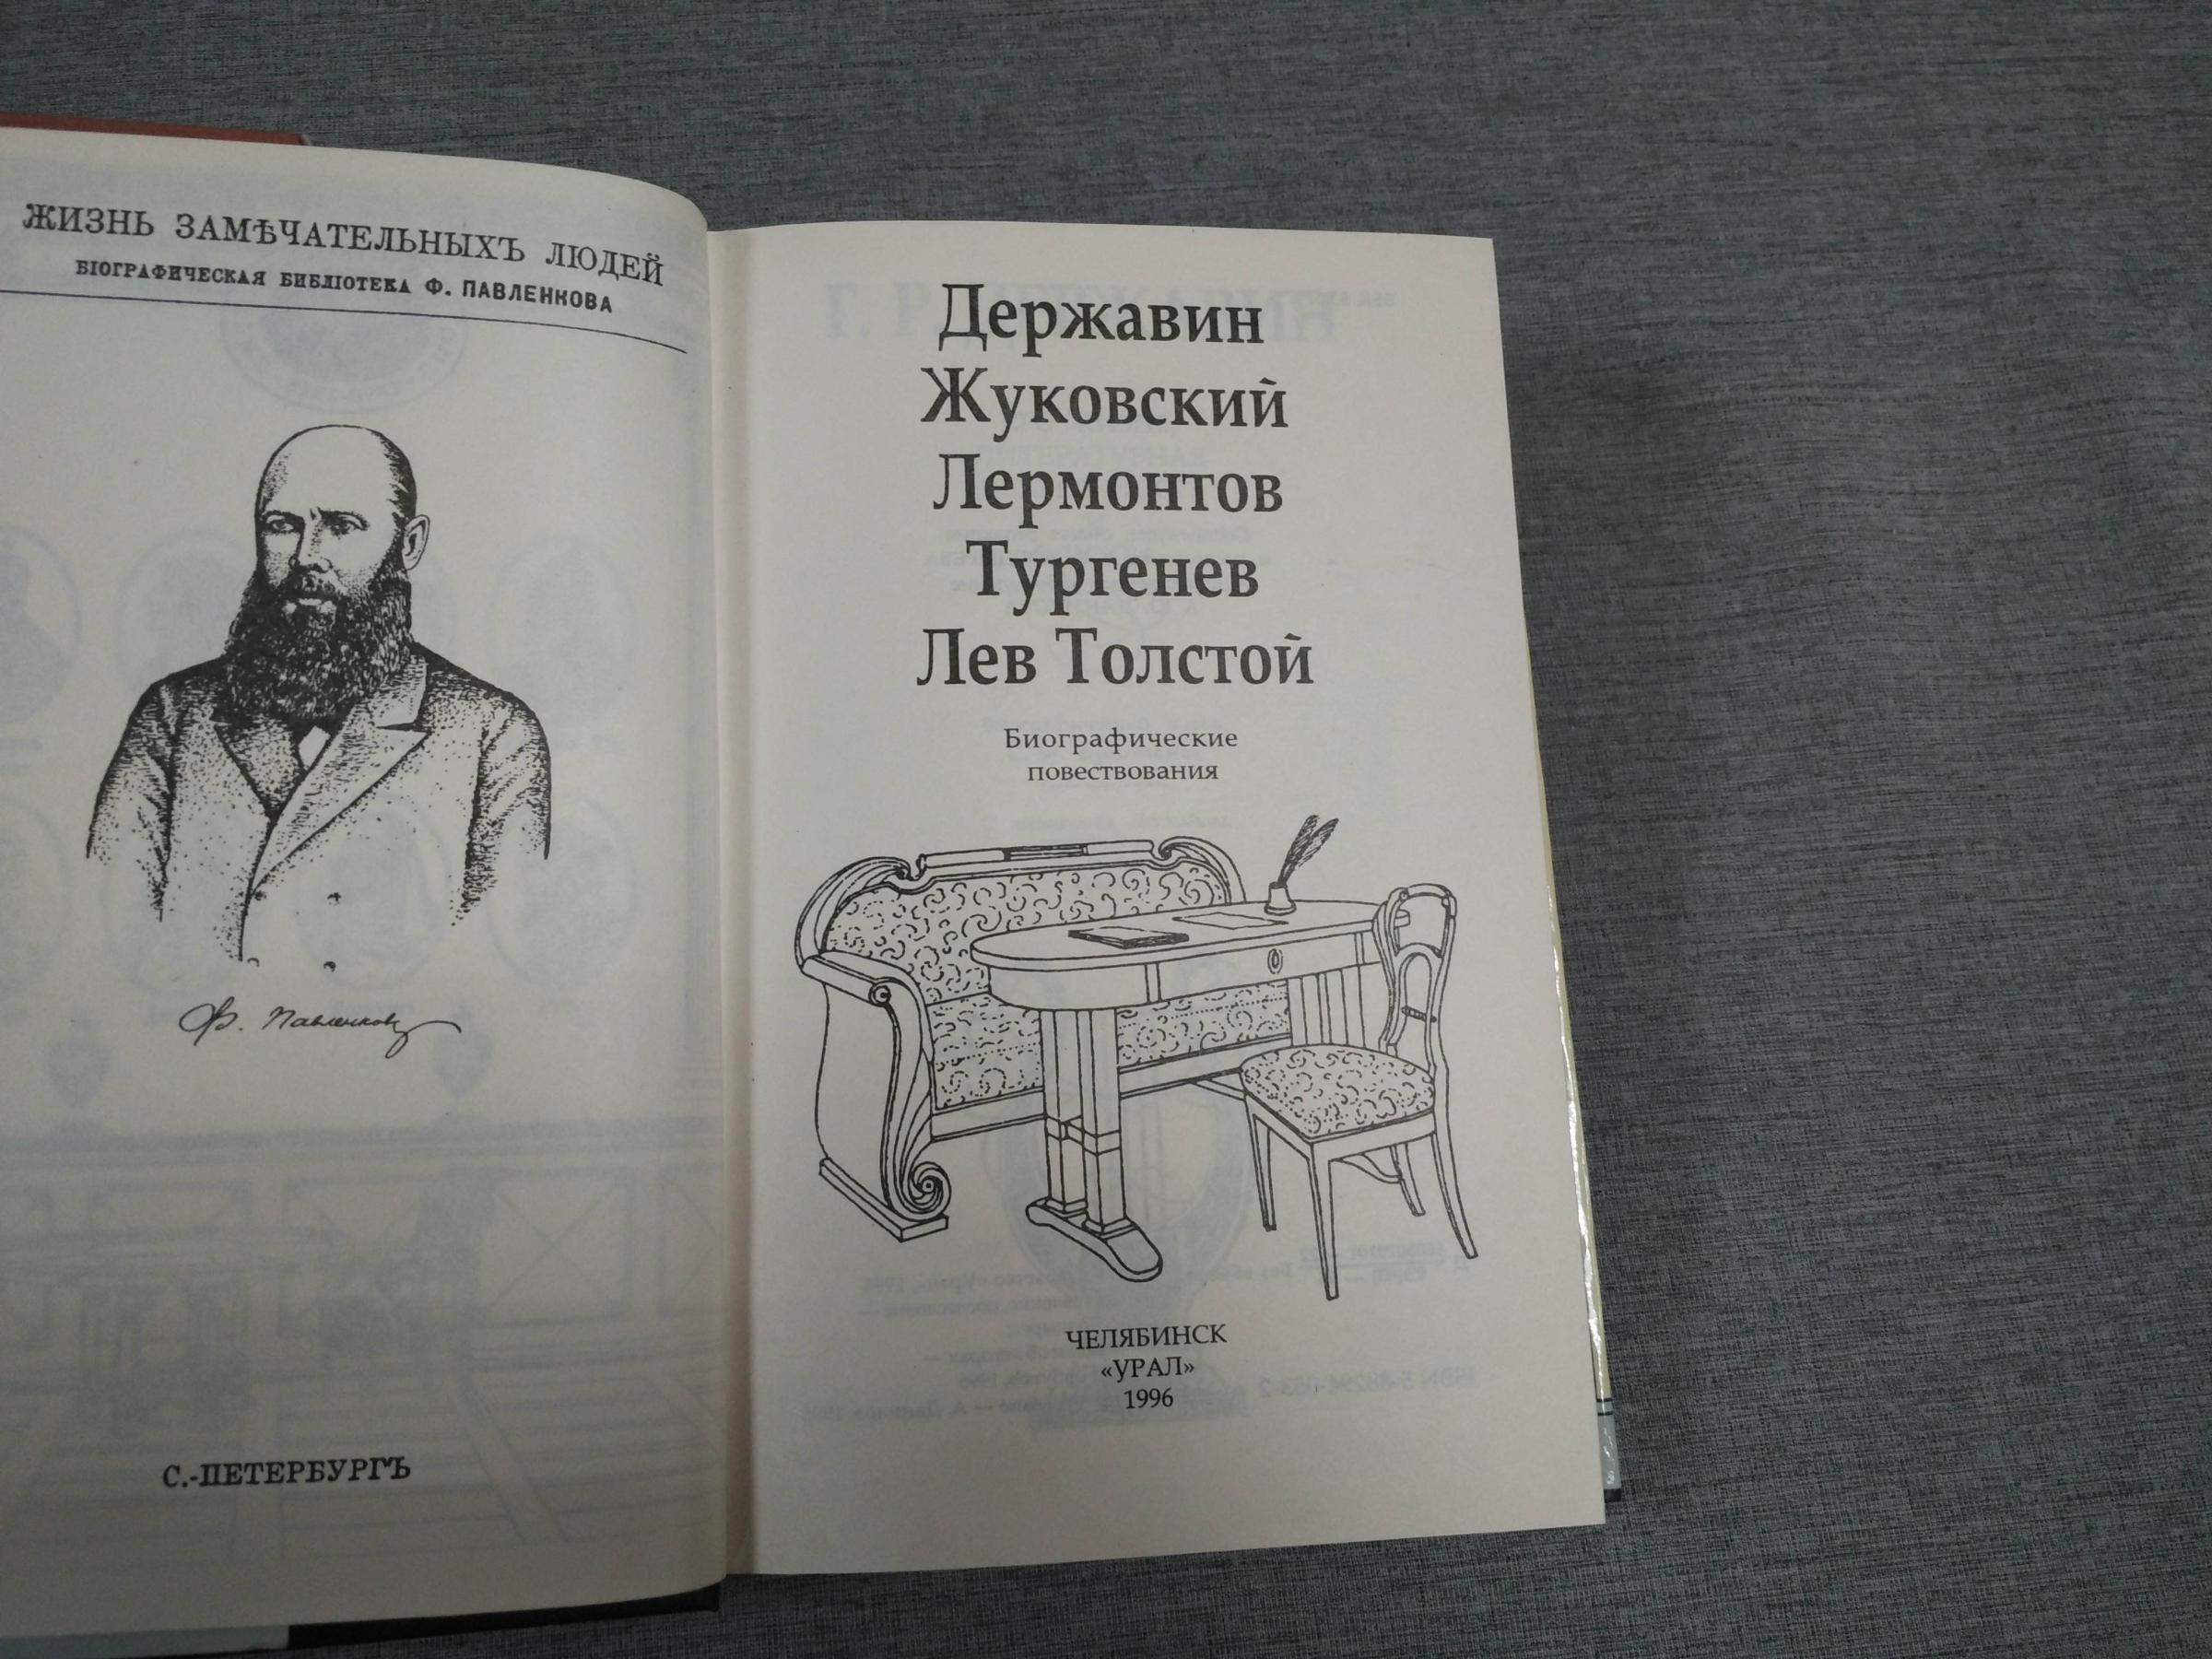 ЖИЗНЬ ЗАМѢЧАТЕЛЬНЫХЪ ЛЮДЕЙ
БІОГРАФИЧЕСКАЯ БИБЛІОТЕКА Ф. ПАВЛЕНКОВА
Ф. Павленковъ
С.-ПЕТЕРБУРГЪ
Державин
Жуковский
Лермонтов
Тургенев
Лев Толстой
Биографические
повествования
ЧЕЛЯБИНСК
«УРАЛ»
1996